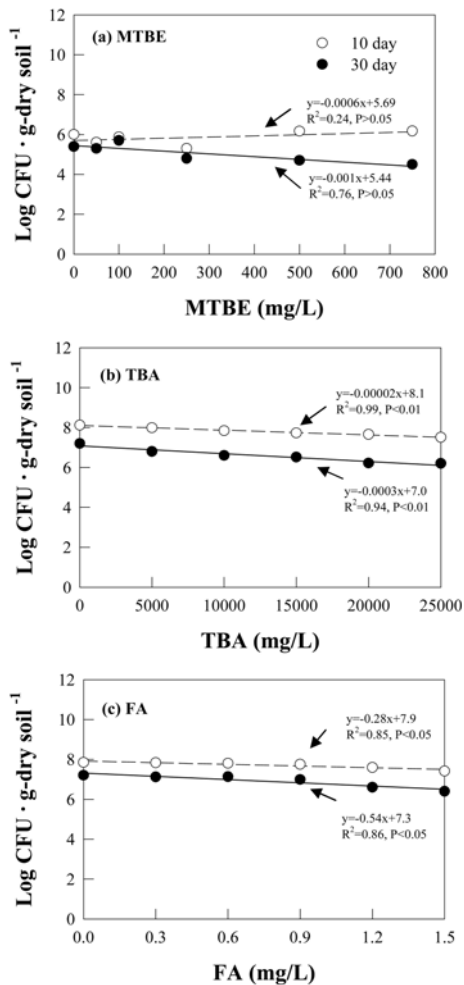 (a) MTBE
10 day
30 day
y=-0.0006x+5.69
R²=0.24, P>0.05
y=-0.001x+5.44
R²=0.76, P>0.05
12
10
8
6
4
2
0
Log CFU · g-dry soil⁻¹
0 100 200 300 400 500 600 700 800
MTBE (mg/L)
(b) TBA
y=-0.00002x+8.1
R²=0.99, P<0.01
y=-0.0003x+7.0
R²=0.94, P<0.01
12
10
8
6
4
2
0
Log CFU · g-dry soil⁻¹
0 5000 10000 15000 20000 25000
TBA (mg/L)
(c) FA
y=-0.28x+7.9
R²=0.85, P<0.05
y=-0.54x+7.3
R²=0.86, P<0.05
12
10
8
6
4
2
0
Log CFU · g-dry soil⁻¹
0.0 0.3 0.6 0.9 1.2 1.5
FA (mg/L)